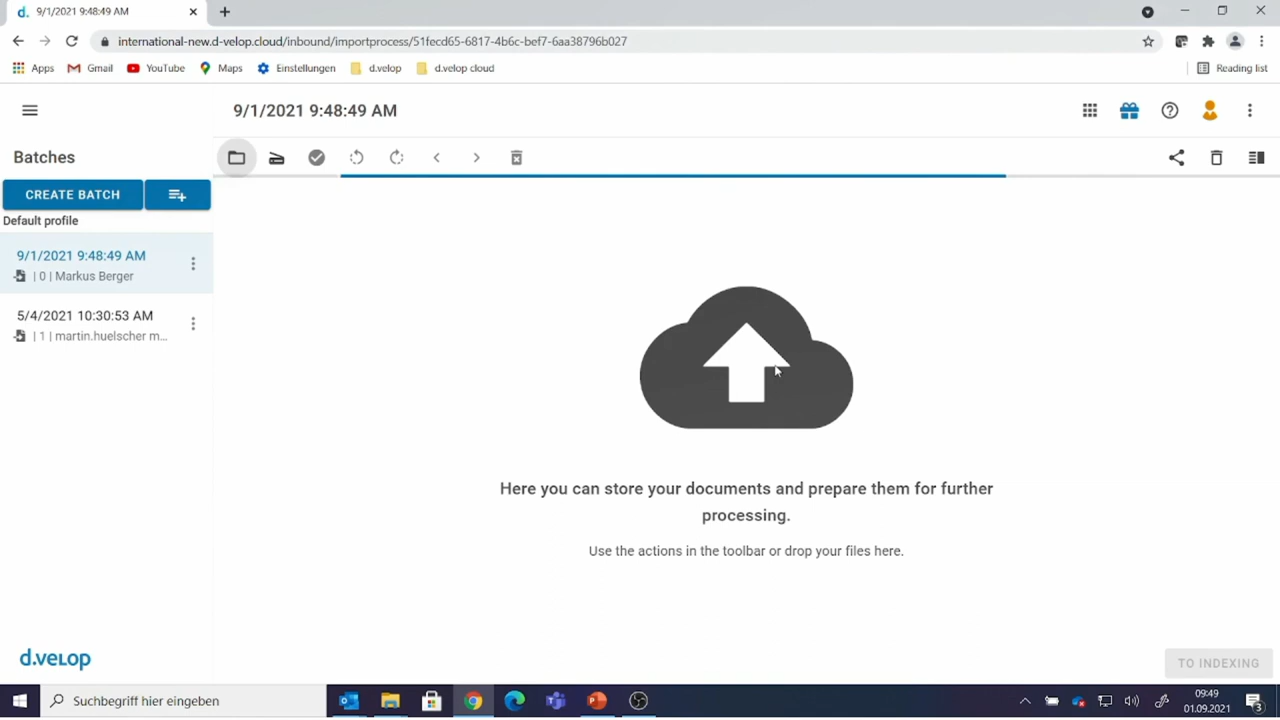 d. 9/1/2021 9:48:49 AM
international-new.d-velop.cloud/inbound/importprocess/51fecd65-6817-4b6c-bef7-6aa38796b027
Apps Gmail YouTube Maps Einstellungen d.velop d.velop cloud Reading list
9/1/2021 9:48:49 AM
Batches
CREATE BATCH
Default profile
9/1/2021 9:48:49 AM
| 0 | Markus Berger
5/4/2021 10:30:53 AM
| 1 | martin.huelscher m...
Here you can store your documents and prepare them for further
processing.
Use the actions in the toolbar or drop your files here.
d.velop
TO INDEXING
Suchbegriff hier eingeben
09:49
01.09.2021
3